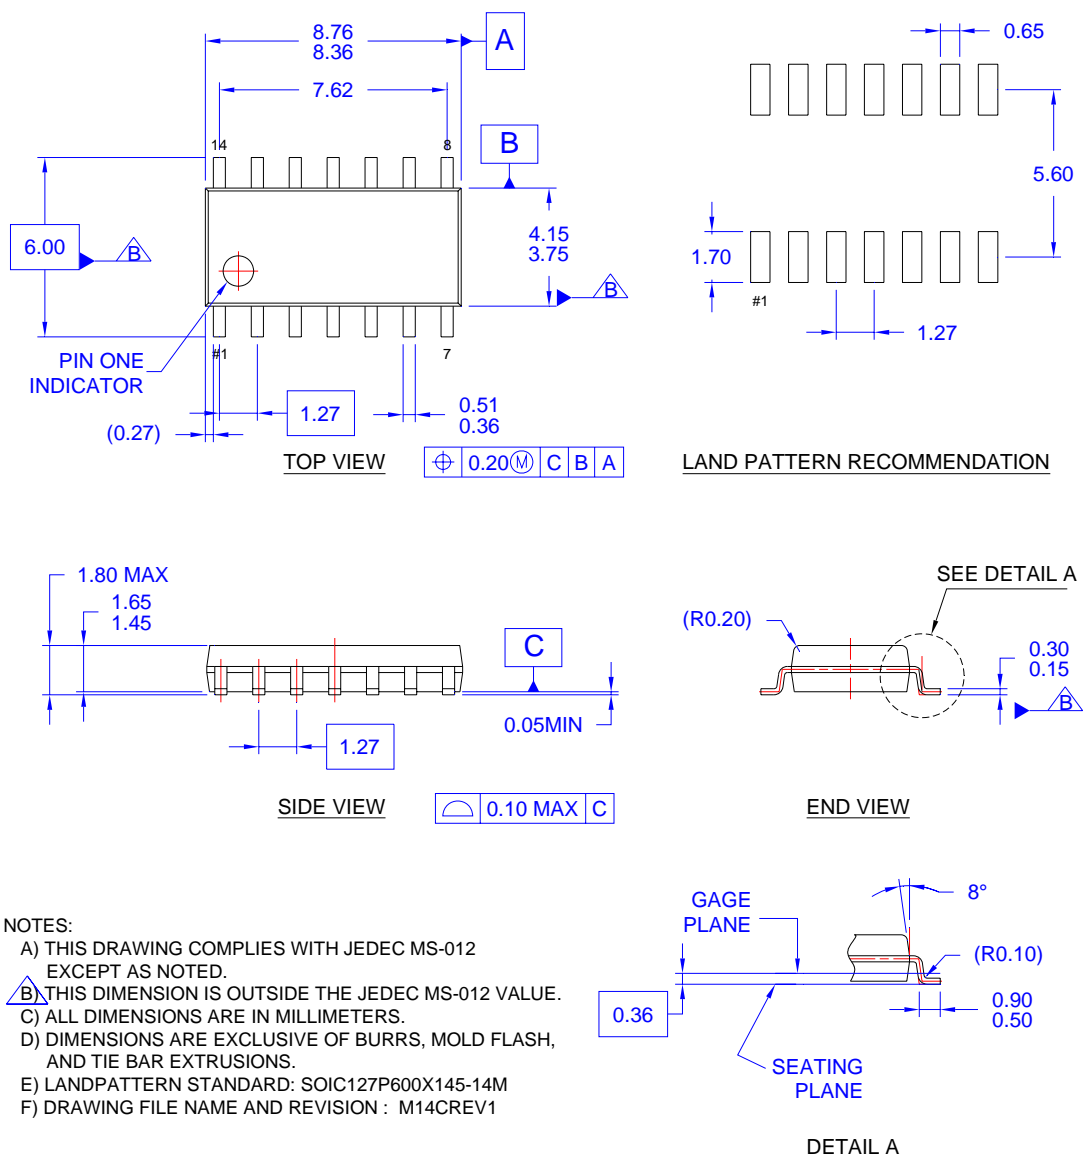 8.76
8.36
A
7.62
0.65
14
8
B
6.00
B
4.15
3.75
B
5.60
1.70
#1
1.27
#1
7
PIN ONE
INDICATOR
1.27
0.51
0.36
(0.27)
TOP VIEW
0.20Ⓜ C B A
LAND PATTERN RECOMMENDATION
1.80 MAX
1.65
1.45
C
0.05MIN
1.27
SIDE VIEW
0.10 MAX C
SEE DETAIL A
(R0.20)
0.30
0.15
B
END VIEW
NOTES:
A) THIS DRAWING COMPLIES WITH JEDEC MS-012
EXCEPT AS NOTED.
B) THIS DIMENSION IS OUTSIDE THE JEDEC MS-012 VALUE.
C) ALL DIMENSIONS ARE IN MILLIMETERS.
D) DIMENSIONS ARE EXCLUSIVE OF BURRS, MOLD FLASH,
AND TIE BAR EXTRUSIONS.
E) LANDPATTERN STANDARD: SOIC127P600X145-14M
F) DRAWING FILE NAME AND REVISION : M14CREV1
8°
GAGE
PLANE
(R0.10)
0.36
0.90
0.50
SEATING
PLANE
DETAIL A